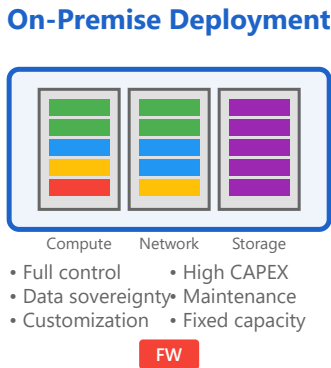 On-Premise Deployment
Compute Network Storage
• Full control • High CAPEX
• Data sovereignty • Maintenance
• Customization • Fixed capacity
FW